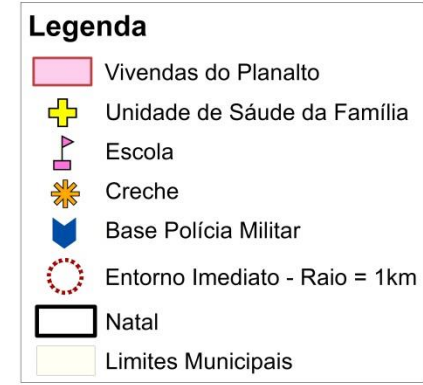 Legenda
Vivendas do Planalto
Unidade de Sáude da Família
Escola
Creche
Base Polícia Militar
Entorno Imediato - Raio = 1km
Natal
Limites Municipais